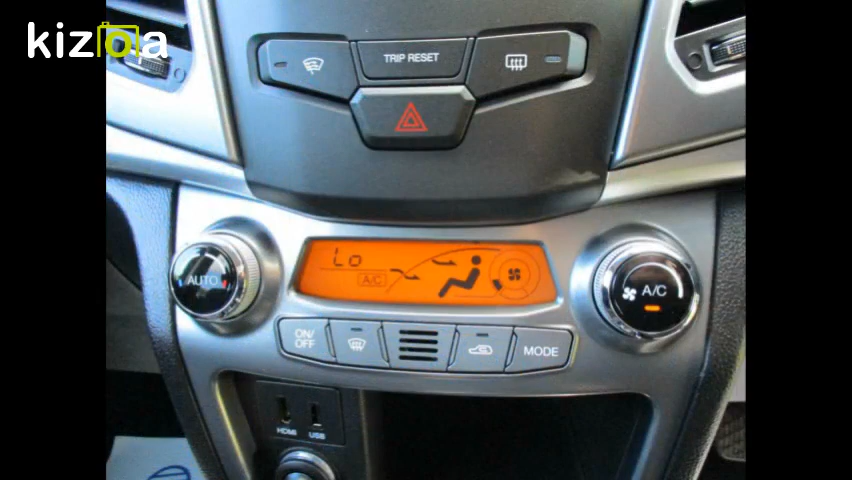 kizoa
TRIP RESET
Lo
A/C
AUTO
A/C
ON/
OFF
MODE
HDMI
USB